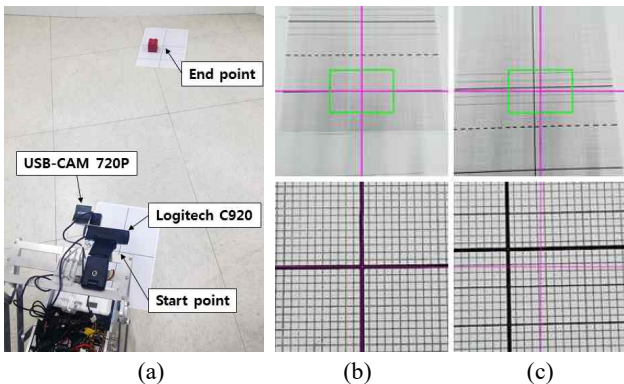 End point
USB-CAM 720P
Logitech C920
Start point
(a)
(b)
(c)